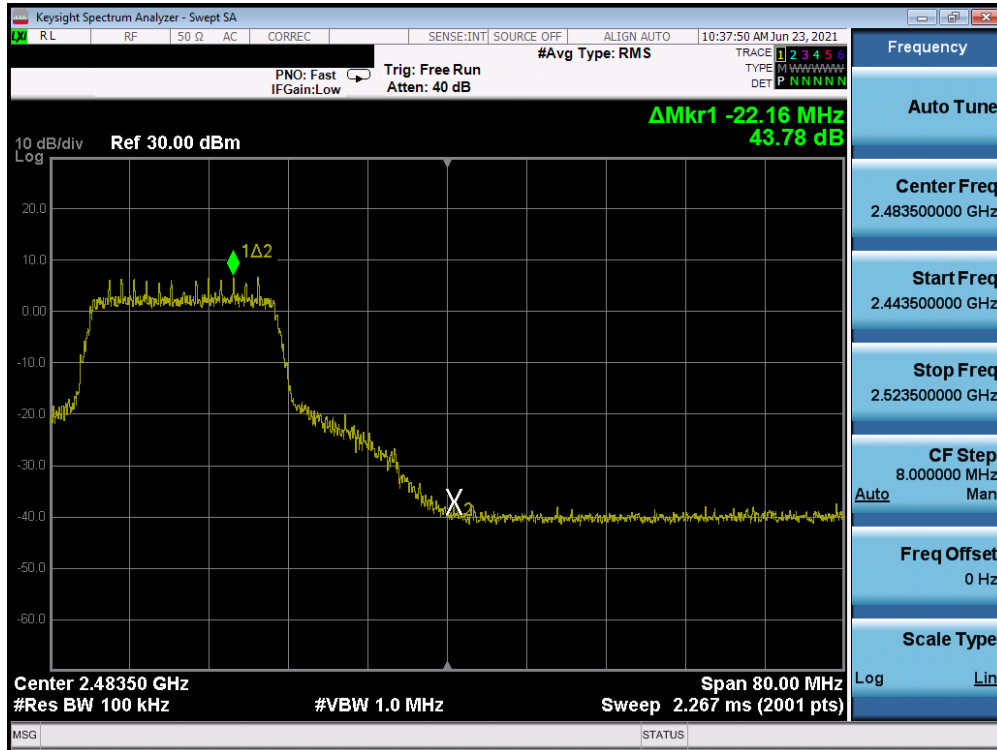 Keysight Spectrum Analyzer - Swept SA
LXI RL RF 50 Ω AC CORREC SENSE:INT SOURCE OFF ALIGN AUTO 10:37:50 AM Jun 23, 2021
#Avg Type: RMS
TRACE 1 2 3 4 5 6
TYPE M WWWWW
DET P N N N N N
PNO: Fast
IFGain:Low
Trig: Free Run
Atten: 40 dB
ΔMkr1 -22.16 MHz
43.78 dB
10 dB/div Ref 30.00 dBm
Log
20.0
10.0
0.00
-10.0
-20.0
-30.0
-40.0
-50.0
-60.0
1Δ2
X2
Center 2.48350 GHz
#Res BW 100 kHz
#VBW 1.0 MHz
Span 80.00 MHz
Sweep 2.267 ms (2001 pts)
MSG
STATUS
Frequency
Auto Tune
Center Freq
2.483500000 GHz
Start Freq
2.443500000 GHz
Stop Freq
2.523500000 GHz
CF Step
8.000000 MHz
Auto Man
Freq Offset
0 Hz
Scale Type
Log Lin